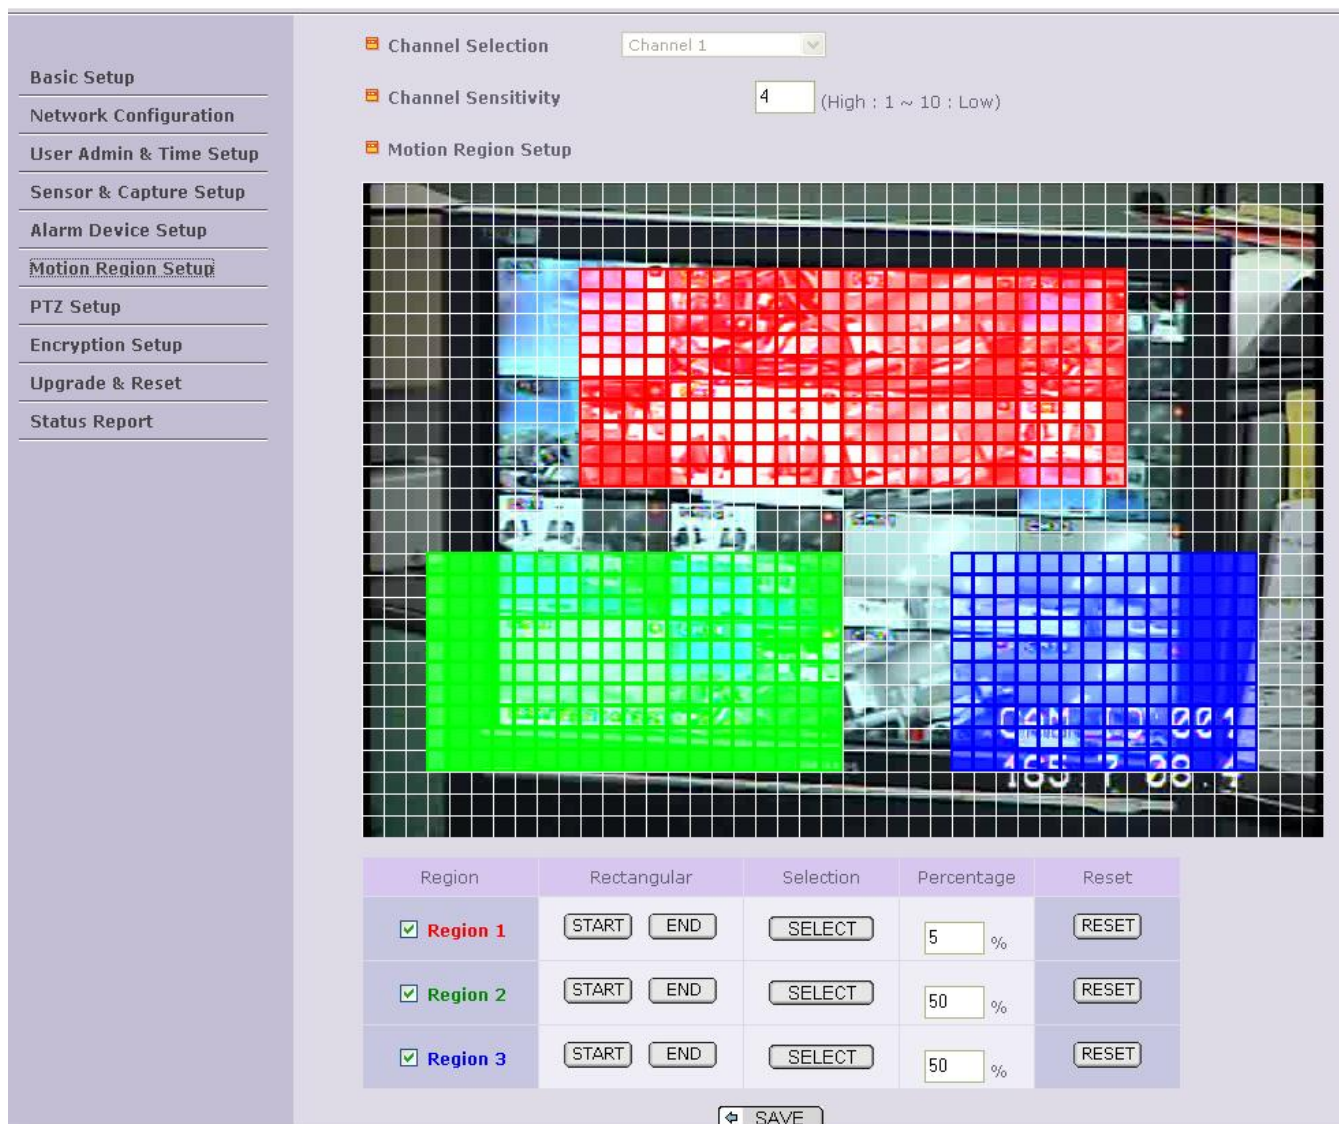 Basic Setup
Network Configuration
User Admin & Time Setup
Sensor & Capture Setup
Alarm Device Setup
Motion Region Setup
PTZ Setup
Encryption Setup
Upgrade & Reset
Status Report
Channel Selection Channel 1
Channel Sensitivity 4 (High : 1 ~ 10 : Low)
Motion Region Setup
CAM ID 001
Region Rectangular Selection Percentage Reset
Region 1 START END SELECT 5 % RESET
Region 2 START END SELECT 50 % RESET
Region 3 START END SELECT 50 % RESET
SAVE